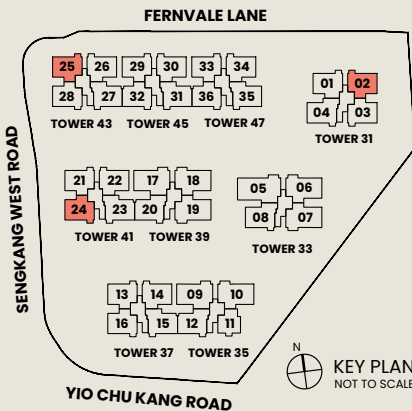 FERNVALE LANE
25 26 29 30 33 34
28 27 32 31 36 35
TOWER 43 TOWER 45 TOWER 47
01 02
04 03
TOWER 31
SENGKANG WEST ROAD
21 22 17 18
24 23 20 19
TOWER 41 TOWER 39
05 06
08 07
TOWER 33
13 14 09 10
16 15 12 11
TOWER 37 TOWER 35
N
KEY PLAN
NOT TO SCALE
YIO CHU KANG ROAD